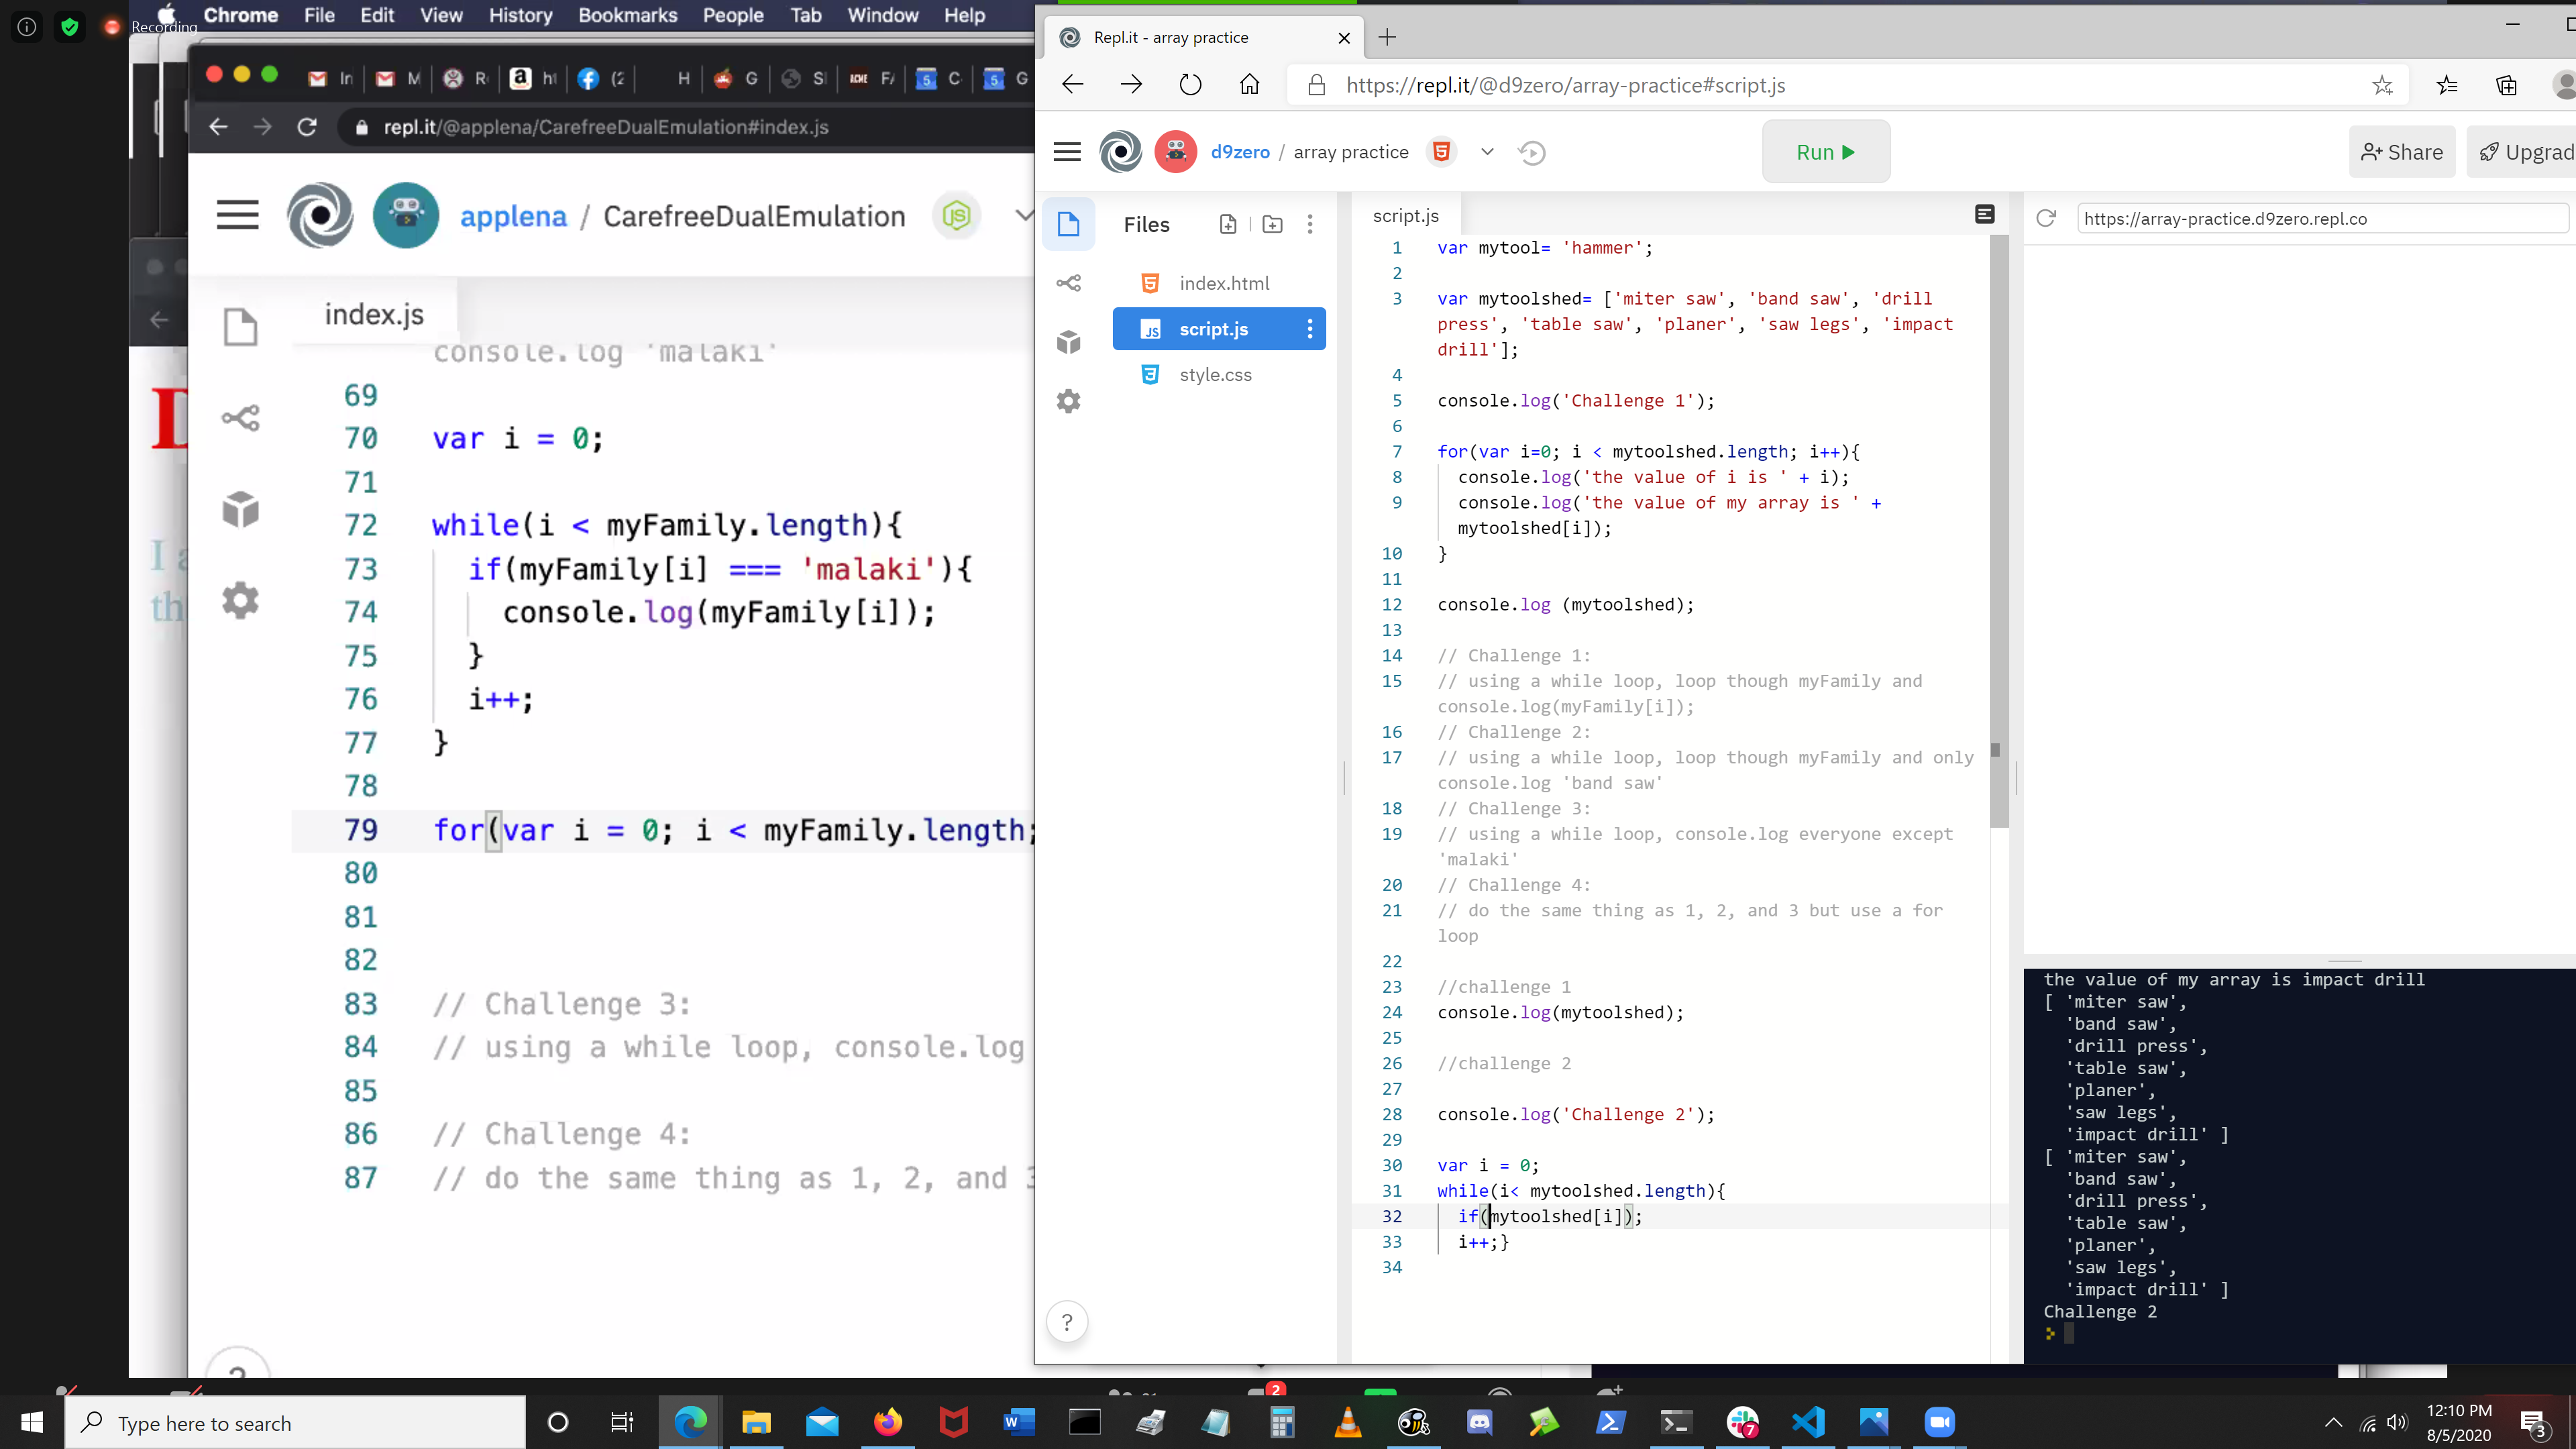 Recording
Chrome File Edit View History Bookmarks People Tab Window Help
repl.it/@applena/CarefreeDualEmulation#index.js
applena / CarefreeDualEmulation
index.js
console.log 'malaki'
69
70 var i = 0;
71
72 while(i < myFamily.length){
73 if(myFamily[i] === 'malaki'){
74 console.log(myFamily[i]);
75 }
76 i++;
77 }
78
79 for(var i = 0; i < myFamily.length;
80
81
82
83 // Challenge 3:
84 // using a while loop, console.log
85
86 // Challenge 4:
87 // do the same thing as 1, 2, and 3
Repl.it - array practice
https://repl.it/@d9zero/array-practice#script.js
d9zero / array practice
Run
Share
Upgrad
Files
index.html
script.js
style.css
script.js
1 var mytool= 'hammer';
2
3 var mytoolshed= ['miter saw', 'band saw', 'drill
press', 'table saw', 'planer', 'saw legs', 'impact
drill'];
4
5 console.log('Challenge 1');
6
7 for(var i=0; i < mytoolshed.length; i++){
8 console.log('the value of i is ' + i);
9 console.log('the value of my array is ' +
mytoolshed[i]);
10 }
11
12 console.log (mytoolshed);
13
14 // Challenge 1:
15 // using a while loop, loop though myFamily and
console.log(myFamily[i]);
16 // Challenge 2:
17 // using a while loop, loop though myFamily and only
console.log 'band saw'
18 // Challenge 3:
19 // using a while loop, console.log everyone except
'malaki'
20 // Challenge 4:
21 // do the same thing as 1, 2, and 3 but use a for
loop
22
23 //challenge 1
24 console.log(mytoolshed);
25
26 //challenge 2
27
28 console.log('Challenge 2');
29
30 var i = 0;
31 while(i< mytoolshed.length){
32 if(mytoolshed[i]);
33 i++;}
34
https://array-practice.d9zero.repl.co
the value of my array is impact drill
[ 'miter saw',
'band saw',
'drill press',
'table saw',
'planer',
'saw legs',
'impact drill' ]
[ 'miter saw',
'band saw',
'drill press',
'table saw',
'planer',
'saw legs',
'impact drill' ]
Challenge 2
Type here to search
2
7
12:10 PM
8/5/2020
3